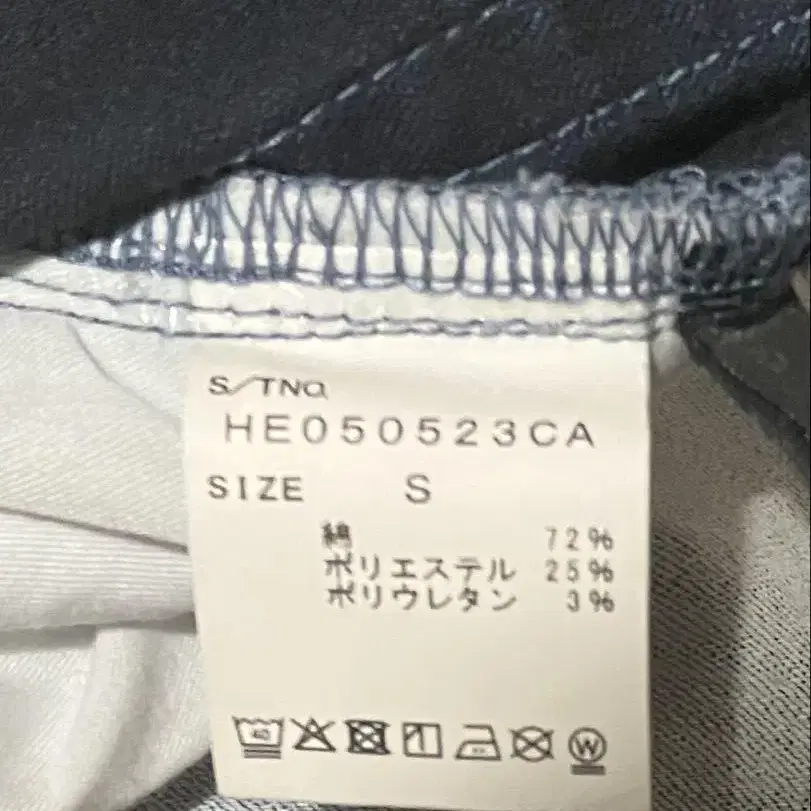 S/TNo.
HE050523CA
SIZE S
綿 72%
ポリエステル 25%
ポリウレタン 3%
40
W